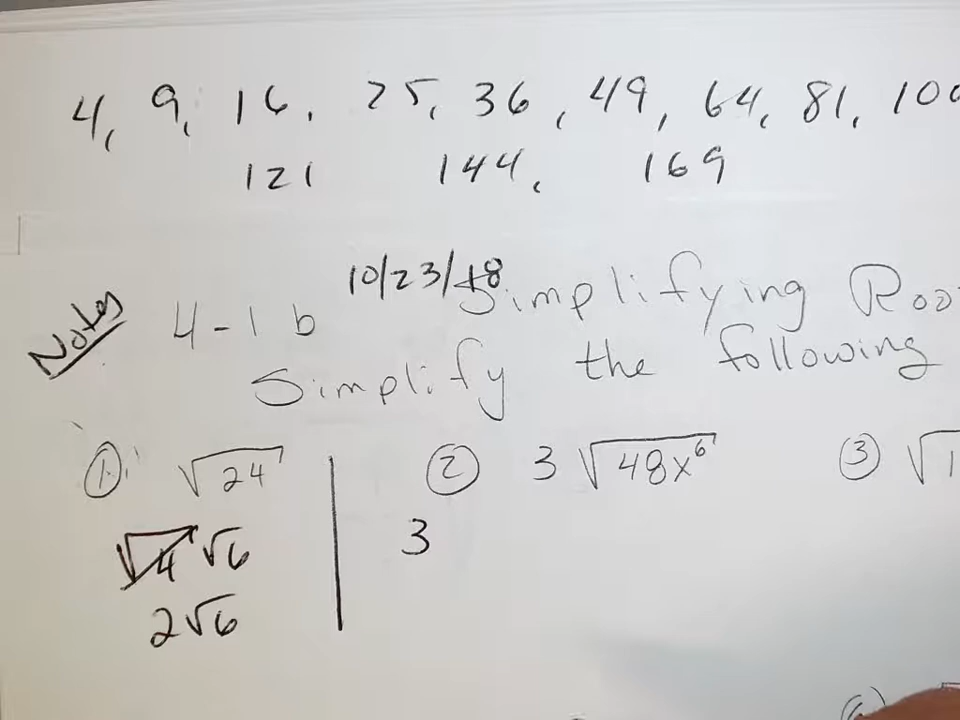 4, 9, 16, 25, 36, 49, 64, 81, 100
121 144, 169
Notes 4-1 b 10/23/18 Simplifying Roo
Simplify the following
① √24 ② 3√48x⁶ ③ √1
√4 √6 3
2√6